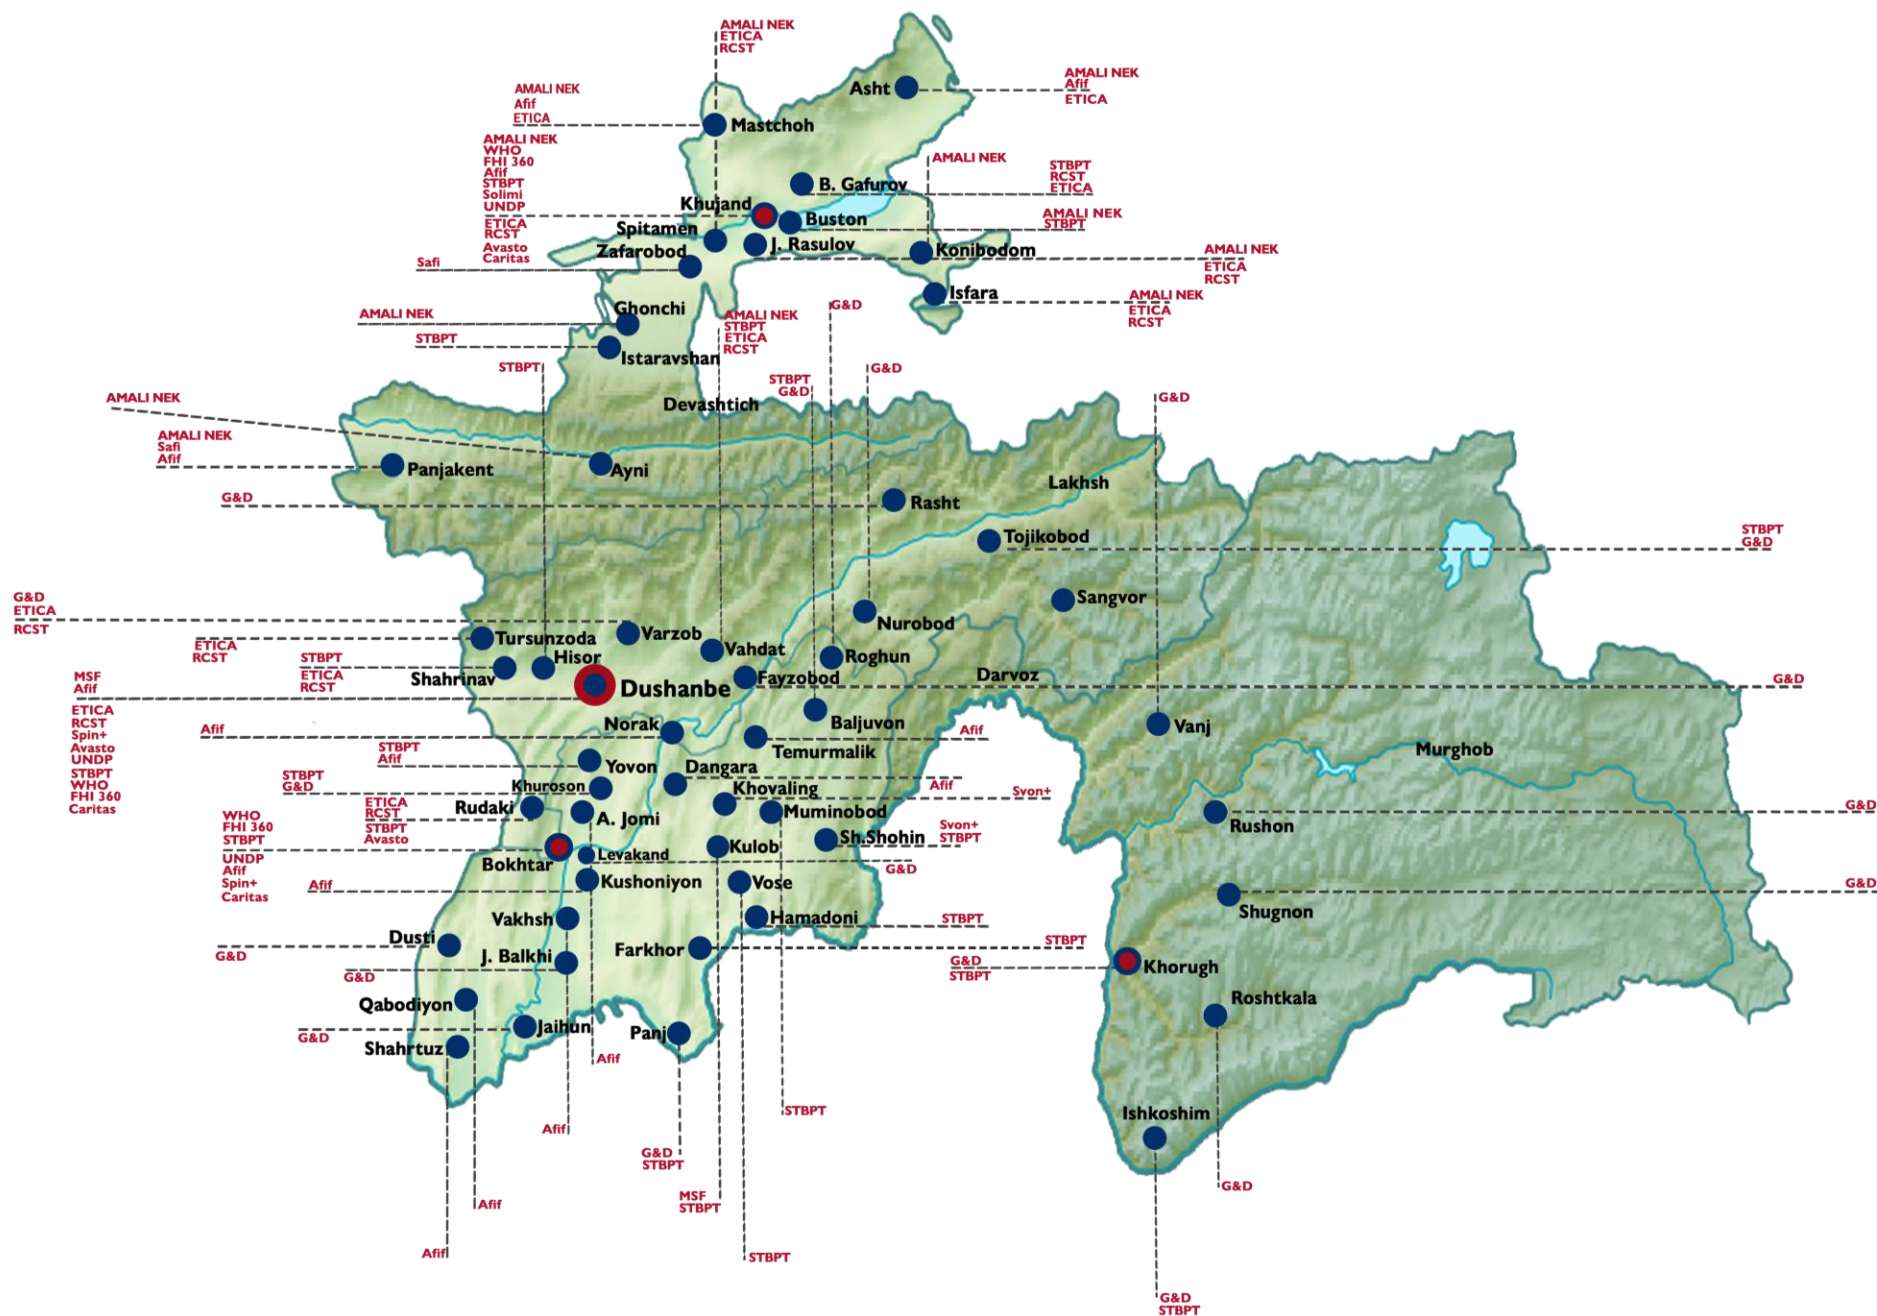 AMALI NEK
ETICA
RCST
AMALI NEK
Afif
ETICA
Asht
AMALI NEK
Afif
ETICA
Mastchoh
AMALI NEK
WHO
FHI 360
Afif
STBPT
Solimi
UNDP
ETICA
RCST
Avasto
Caritas
AMALI NEK
STBPT
RCST
ETICA
B. Gafurov
Khujand
Buston
AMALI NEK
STBPT
Spitamen
J. Rasulov
Konibodom
AMALI NEK
ETICA
RCST
Zafarobod
Safi
Isfara
AMALI NEK
ETICA
RCST
Ghonchi
AMALI NEK
AMALI NEK
STBPT
ETICA
RCST
G&D
STBPT
Istaravshan
STBPT
STBPT
G&D
G&D
G&D
Devashtich
AMALI NEK
AMALI NEK
Safi
Afif
Panjakent
Ayni
G&D
Rasht
Lakhsh
Tojikobod
STBPT
G&D
Sangvor
Nurobod
G&D
ETICA
RCST
Varzob
Tursunzoda
ETICA
RCST
Vahdat
Roghun
Hisor
Shahrinav
STBPT
ETICA
RCST
Dushanbe
Fayzobod
Darvoz
G&D
MSF
Afif
ETICA
RCST
Spin+
Avasto
UNDP
STBPT
WHO
FHI 360
Caritas
Baljuvon
Vanj
Norak
Afif
Temurmalik
Afif
Murghob
STBPT
Afif
Yovon
Dangara
Afif
STBPT
G&D
Khuroson
Khovaling
Svon+
ETICA
RCST
STBPT
Avasto
Rudaki
A. Jomi
Muminobod
Rushon
G&D
WHO
FHI 360
STBPT
UNDP
Afif
Spin+
Caritas
Bokhtar
Levakand
G&D
Kulob
Sh.Shohin
Svon+
STBPT
Afif
Kushoniyon
Vose
Shugnon
G&D
Vakhsh
Hamadoni
STBPT
Dusti
G&D
Farkhor
STBPT
J. Balkhi
G&D
G&D
STBPT
Khorugh
Qabodiyon
Roshtkala
Jaihun
G&D
Panj
Shahrtuz
Afif
STBPT
Ishkoshim
Afif
G&D
STBPT
G&D
MSF
STBPT
Afif
Afif
STBPT
G&D
STBPT